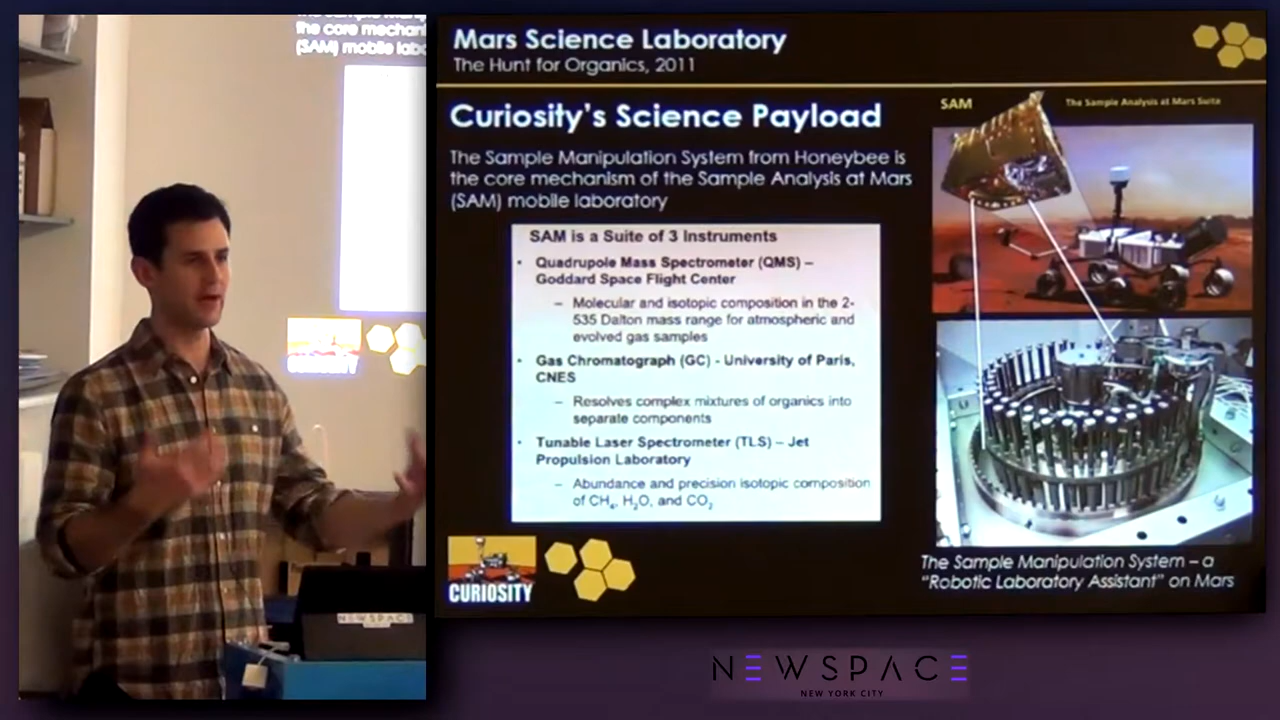 the core mechan
(SAM) mobile labo
Mars Science Laboratory
The Hunt for Organics, 2011
Curiosity's Science Payload
The Sample Manipulation System from Honeybee is
the core mechanism of the Sample Analysis at Mars
(SAM) mobile laboratory
SAM is a Suite of 3 Instruments
• Quadrupole Mass Spectrometer (QMS) –
Goddard Space Flight Center
– Molecular and isotopic composition in the 2-
535 Dalton mass range for atmospheric and
evolved gas samples
• Gas Chromatograph (GC) - University of Paris,
CNES
– Resolves complex mixtures of organics into
separate components
• Tunable Laser Spectrometer (TLS) – Jet
Propulsion Laboratory
– Abundance and precision isotopic composition
of CH₄, H₂O, and CO₂
CURIOSITY
SAM The Sample Analysis at Mars Suite
The Sample Manipulation System – a
"Robotic Laboratory Assistant" on Mars
NEWSPACE
NEWSPACE
NEW YORK CITY